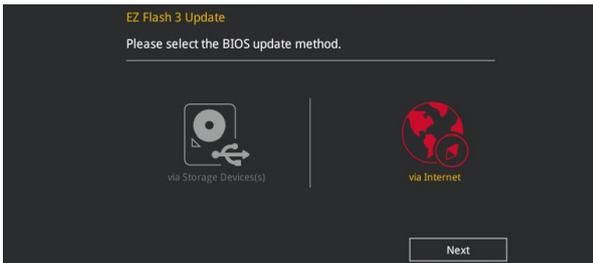 EZ Flash 3 Update
Please select the BIOS update method.
via Storage Devices(s)
via Internet
Next